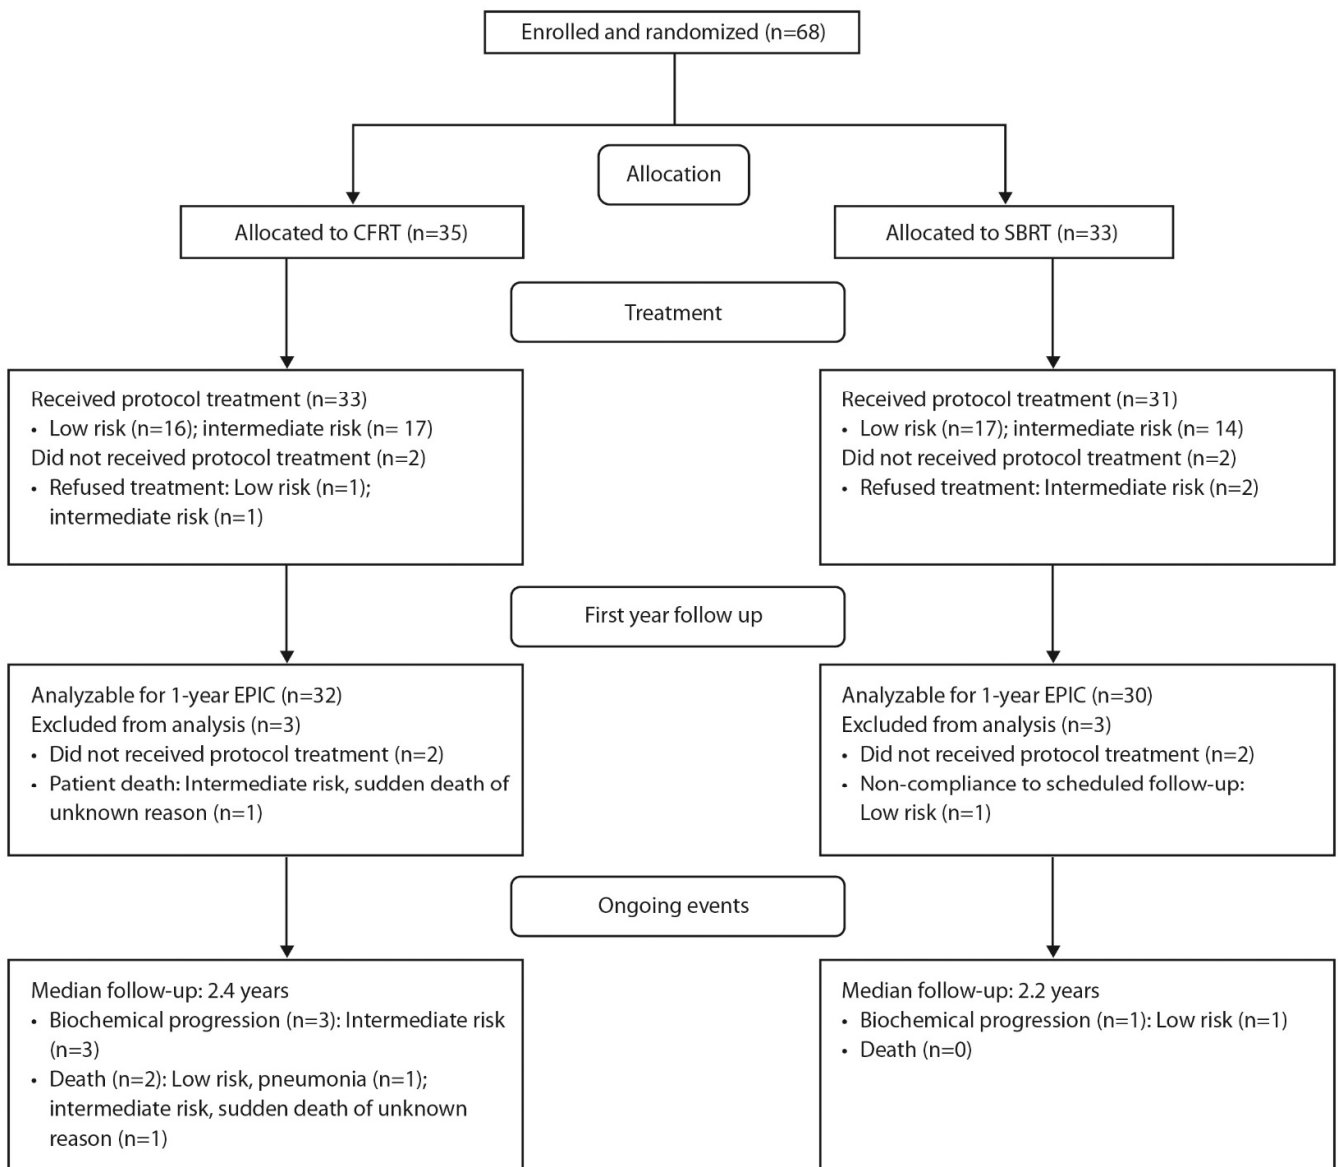 Enrolled and randomized (n=68)
Allocation
Allocated to CFRT (n=35)
Allocated to SBRT (n=33)
Treatment
Received protocol treatment (n=33)
• Low risk (n=16); intermediate risk (n= 17)
Did not received protocol treatment (n=2)
• Refused treatment: Low risk (n=1);
intermediate risk (n=1)
Received protocol treatment (n=31)
• Low risk (n=17); intermediate risk (n= 14)
Did not received protocol treatment (n=2)
• Refused treatment: Intermediate risk (n=2)
First year follow up
Analyzable for 1-year EPIC (n=32)
Excluded from analysis (n=3)
• Did not received protocol treatment (n=2)
• Patient death: Intermediate risk, sudden death of
unknown reason (n=1)
Analyzable for 1-year EPIC (n=30)
Excluded from analysis (n=3)
• Did not received protocol treatment (n=2)
• Non-compliance to scheduled follow-up:
Low risk (n=1)
Ongoing events
Median follow-up: 2.4 years
• Biochemical progression (n=3): Intermediate risk
(n=3)
• Death (n=2): Low risk, pneumonia (n=1);
intermediate risk, sudden death of unknown
reason (n=1)
Median follow-up: 2.2 years
• Biochemical progression (n=1): Low risk (n=1)
• Death (n=0)